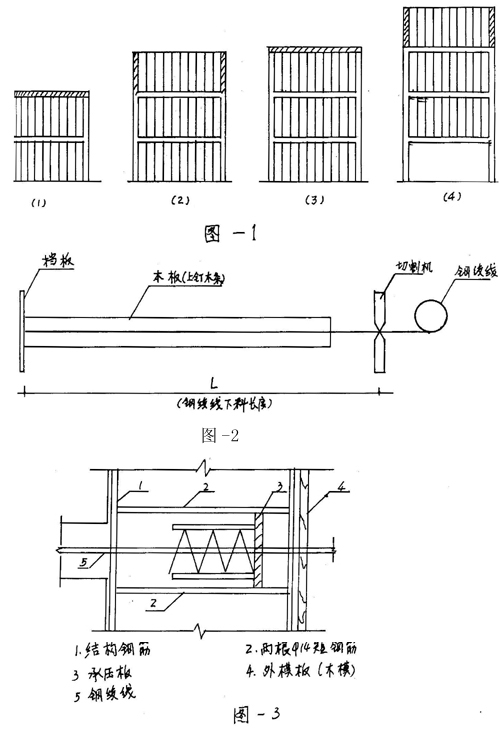 (1) (2) (3) (4)
图-1
挡板
木板(上钉木条)
切割机
钢绞线
L
(钢绞线下料长度)
图-2
1 2 3 4
5
2
1.结构钢筋 2.两根φ14短钢筋
3 承压板 4.外模板(木模)
5 钢绞线
图-3